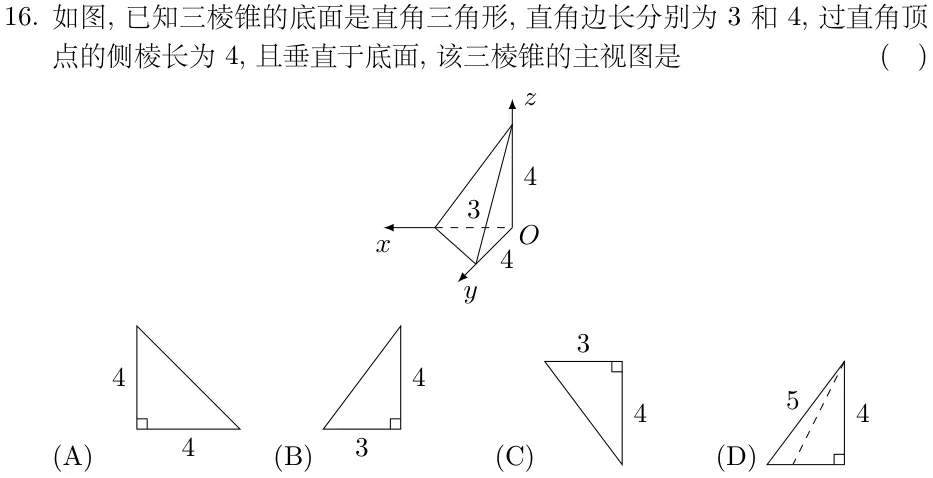 16. 如图, 已知三棱锥的底面是直角三角形, 直角边长分别为 3 和 4, 过直角顶
点的侧棱长为 4, 且垂直于底面, 该三棱锥的主视图是 ( )
z
4
3
x
O
4
y
4
4
(A)
4
3
(B)
3
4
(C)
5
4
(D)